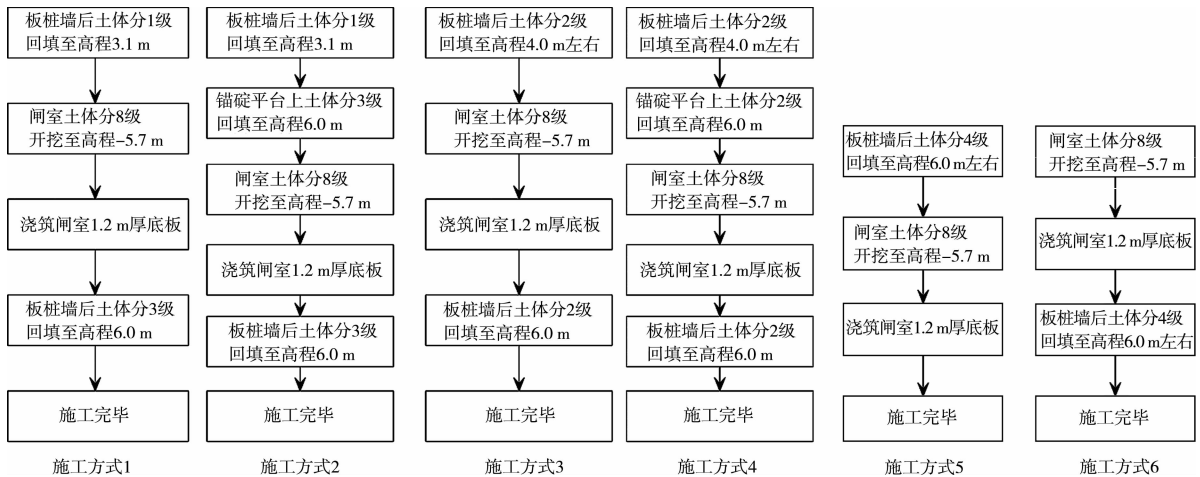 板桩墙后土体分1级
回填至高程3.1 m
闸室土体分8级
开挖至高程-5.7 m
浇筑闸室1.2 m厚底板
板桩墙后土体分3级
回填至高程6.0 m
施工完毕
施工方式1
板桩墙后土体分1级
回填至高程3.1 m
锚碇平台上土体分3级
回填至高程6.0 m
闸室土体分8级
开挖至高程-5.7 m
浇筑闸室1.2 m厚底板
板桩墙后土体分3级
回填至高程6.0 m
施工完毕
施工方式2
板桩墙后土体分2级
回填至高程4.0 m左右
闸室土体分8级
开挖至高程-5.7 m
浇筑闸室1.2 m厚底板
板桩墙后土体分2级
回填至高程6.0 m
施工完毕
施工方式3
板桩墙后土体分2级
回填至高程4.0 m左右
锚碇平台上土体分2级
回填至高程6.0 m
闸室土体分8级
开挖至高程-5.7 m
浇筑闸室1.2 m厚底板
板桩墙后土体分2级
回填至高程6.0 m
施工完毕
施工方式4
板桩墙后土体分4级
回填至高程6.0 m左右
闸室土体分8级
开挖至高程-5.7 m
浇筑闸室1.2 m厚底板
施工完毕
施工方式5
闸室土体分8级
开挖至高程-5.7 m
浇筑闸室1.2 m厚底板
板桩墙后土体分4级
回填至高程6.0 m左右
施工完毕
施工方式6